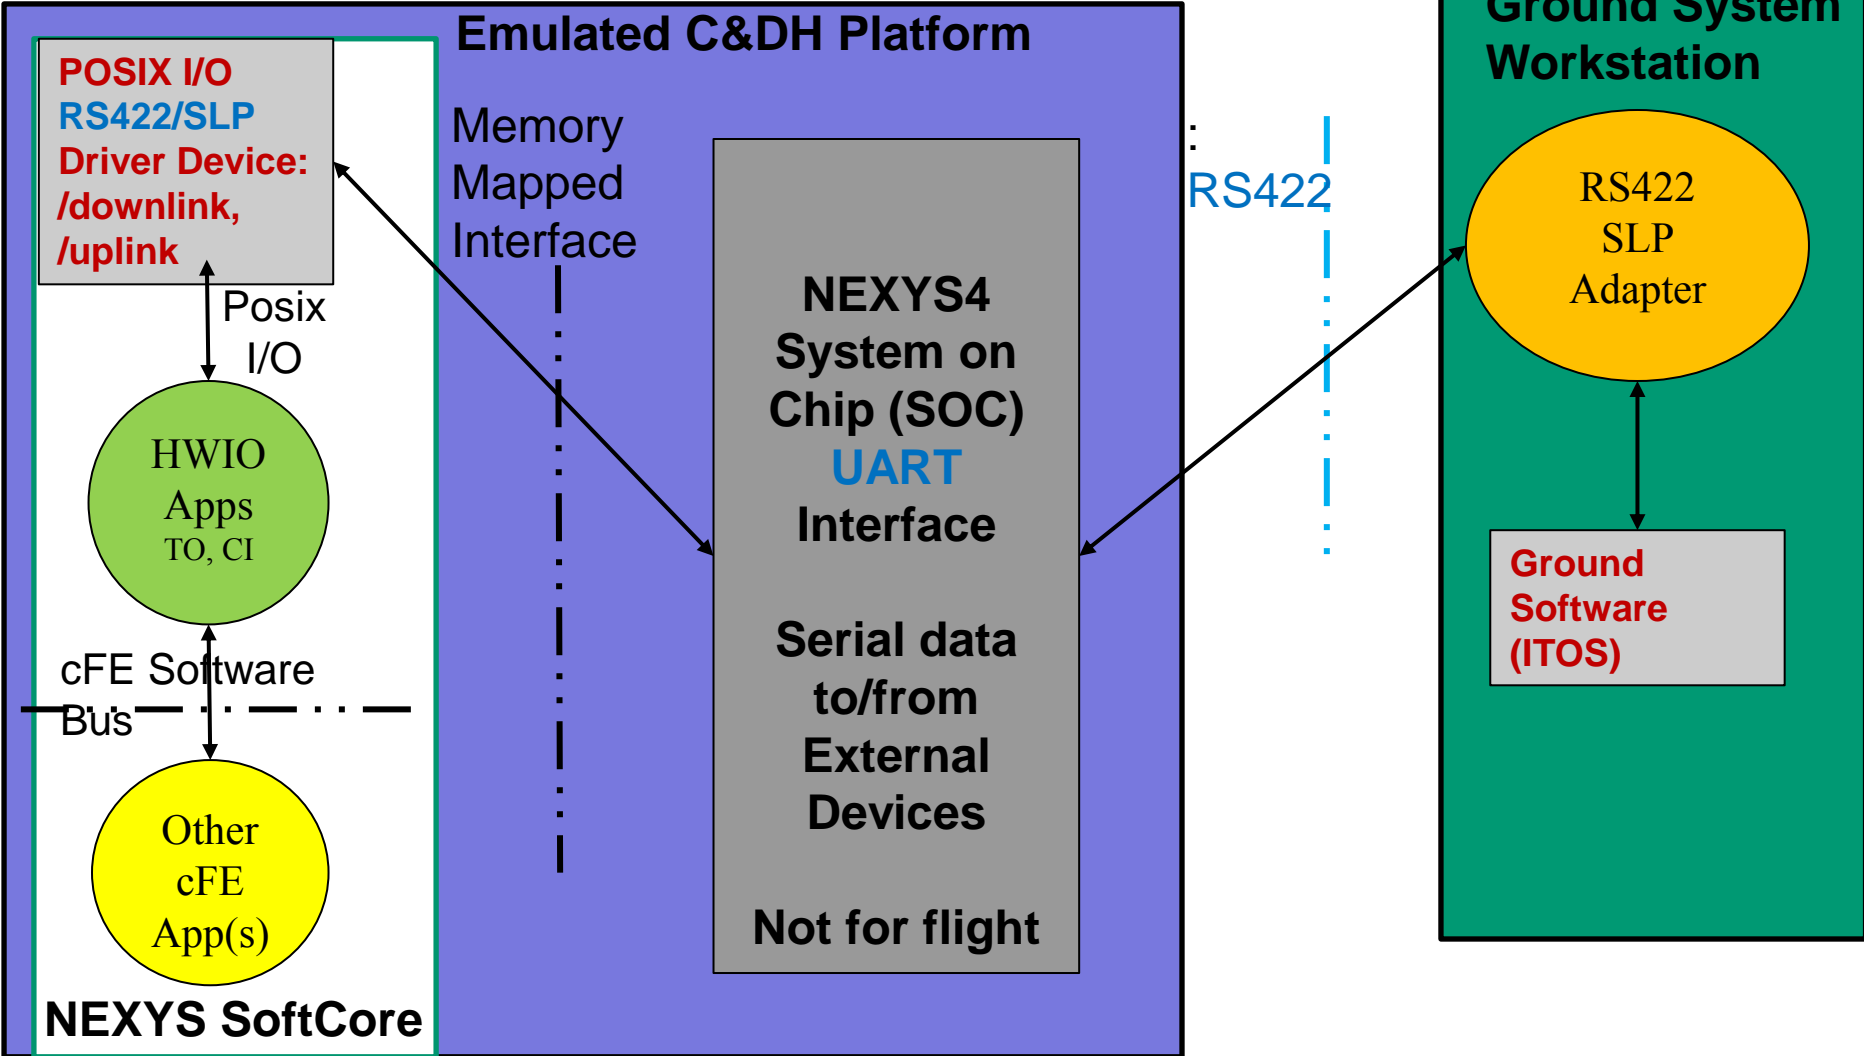 Emulated C&DH Platform
POSIX I/O
RS422/SLP
Driver Device:
/downlink,
/uplink
Posix
I/O
HWIO
Apps
TO, CI
cFE Software
Bus
Other
cFE
App(s)
NEXYS SoftCore
Memory
Mapped
Interface
NEXYS4
System on
Chip (SOC)
UART
Interface
Serial data
to/from
External
Devices
Not for flight
:
RS422
Ground System
Workstation
RS422
SLP
Adapter
Ground
Software
(ITOS)